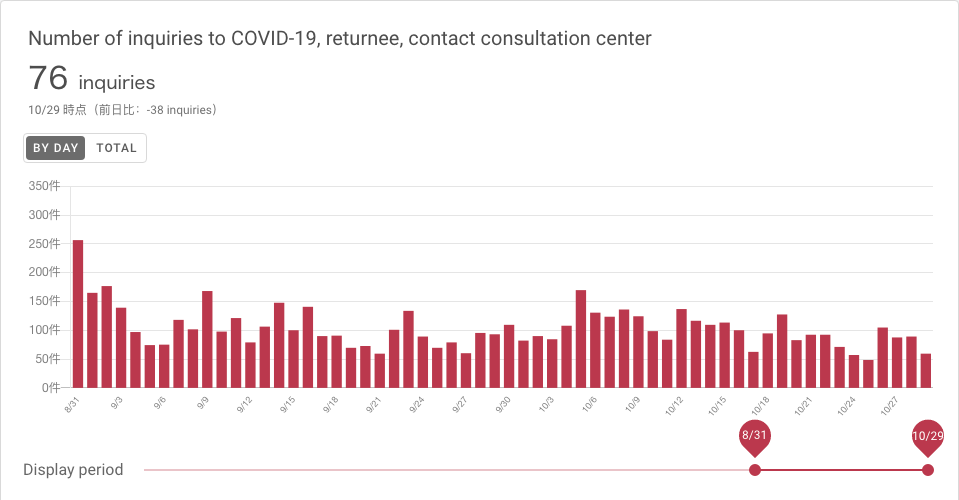 Number of inquiries to COVID-19, returnee, contact consultation center
76 inquiries
10/29 時点（前日比：-38 inquiries）
BY DAY TOTAL
350件
300件
250件
200件
150件
100件
50件
0件
8/31 9/3 9/6 9/9 9/12 9/15 9/18 9/21 9/24 9/27 9/30 10/3 10/6 10/9 10/12 10/15 10/18 10/21 10/24 10/27
8/31 10/29
Display period